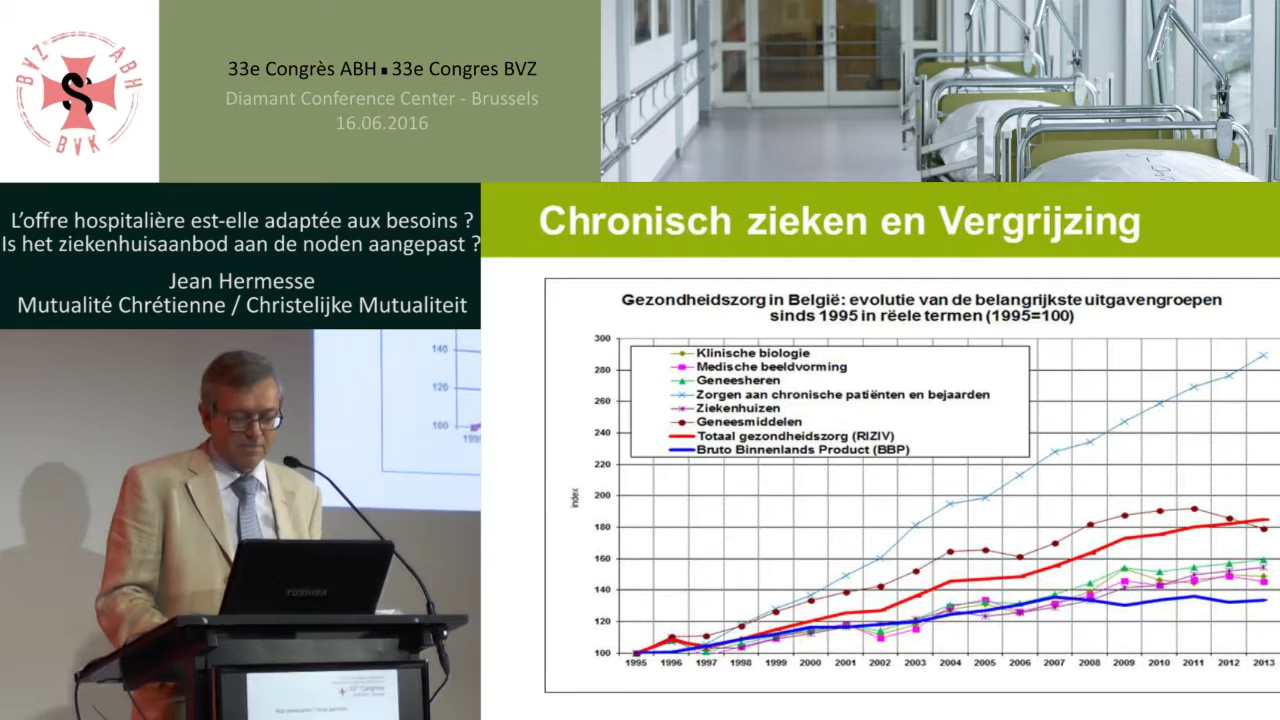 BVZ ABH
BVK
33e Congrès ABH ▪ 33e Congres BVZ
Diamant Conference Center - Brussels
16.06.2016
L'offre hospitalière est-elle adaptée aux besoins ?
Is het ziekenhuisaanbod aan de noden aangepast ?
Jean Hermesse
Mutualité Chrétienne / Christelijke Mutualiteit
Chronisch zieken en Vergrijzing
Gezondheidszorg in België: evolutie van de belangrijkste uitgavengroepen
sinds 1995 in rëele termen (1995=100)
Klinische biologie
Medische beeldvorming
Geneesheren
Zorgen aan chronische patiënten en bejaarden
Ziekenhuizen
Geneesmiddelen
Totaal gezondheidszorg (RIZIV)
Bruto Binnenlands Product (BBP)
index
300
280
260
240
220
200
180
160
140
120
100
1995 1996 1997 1998 1999 2000 2001 2002 2003 2004 2005 2006 2007 2008 2009 2010 2011 2012 2013
140
120
100
TOSHIBA